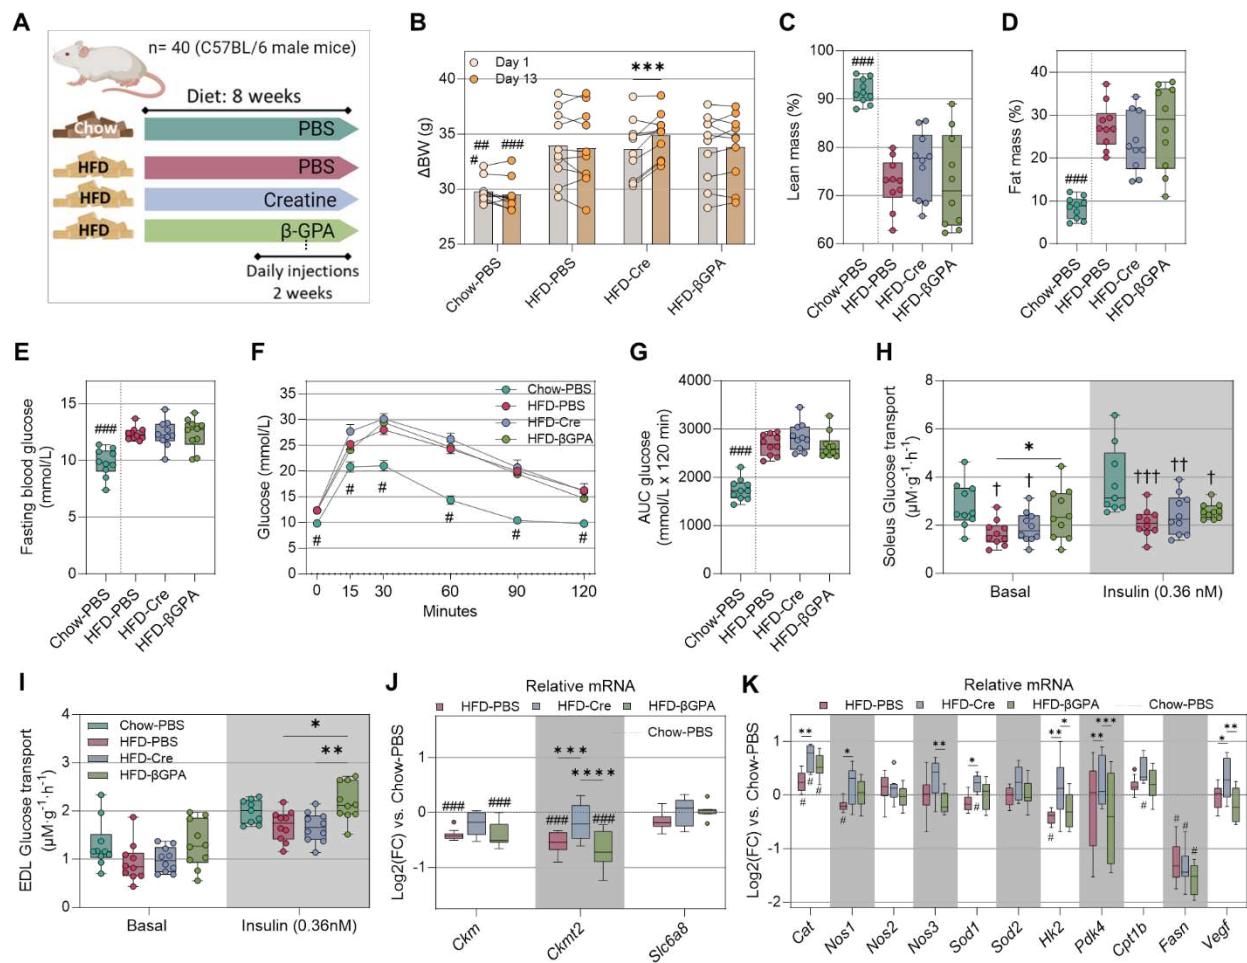 A
n= 40 (C57BL/6 male mice)
Diet: 8 weeks
Chow
PBS
HFD
PBS
HFD
Creatine
HFD
β-GPA
Daily injections
2 weeks
B
Day 1
Day 13
***
ΔBW (g)
40
35
30
25
##
#
###
Chow-PBS
HFD-PBS
HFD-Cre
HFD-βGPA
C
Lean mass (%)
100
90
80
70
60
###
Chow-PBS
HFD-PBS
HFD-Cre
HFD-βGPA
D
Fat mass (%)
40
30
20
10
0
###
Chow-PBS
HFD-PBS
HFD-Cre
HFD-βGPA
E
Fasting blood glucose
(mmol/L)
15
10
5
0
###
Chow-PBS
HFD-PBS
HFD-Cre
HFD-βGPA
F
Glucose (mmol/L)
35
30
25
20
15
10
5
0
Chow-PBS
HFD-PBS
HFD-Cre
HFD-βGPA
# # # # # #
0 15 30 60 90 120
Minutes
G
AUC glucose
(mmol/L x 120 min)
4000
3000
2000
1000
0
###
Chow-PBS
HFD-PBS
HFD-Cre
HFD-βGPA
H
Soleus Glucose transport
(µM·g⁻¹·h⁻¹)
8
6
4
2
0
*
† †
††† †† †
Basal
Insulin (0.36 nM)
I
EDL Glucose transport
(µM·g⁻¹·h⁻¹)
4
3
2
1
0
Chow-PBS
HFD-PBS
HFD-Cre
HFD-βGPA
*
**
Basal
Insulin (0.36nM)
J
Relative mRNA
HFD-PBS HFD-Cre HFD-βGPA
Chow-PBS
Log2(FC) vs. Chow-PBS
1
0
-1
***
****
### ### ### ###
Ckm
Ckmt2
Slc6a8
K
Relative mRNA
HFD-PBS HFD-Cre HFD-βGPA Chow-PBS
Log2(FC) vs. Chow-PBS
1
0
-1
-2
** * ** * ** * ** *** * **
# # # # # # # # # #
Cat
Nos1
Nos2
Nos3
Sod1
Sod2
Hk2
Pdk4
Cpt1b
Fasn
Vegf